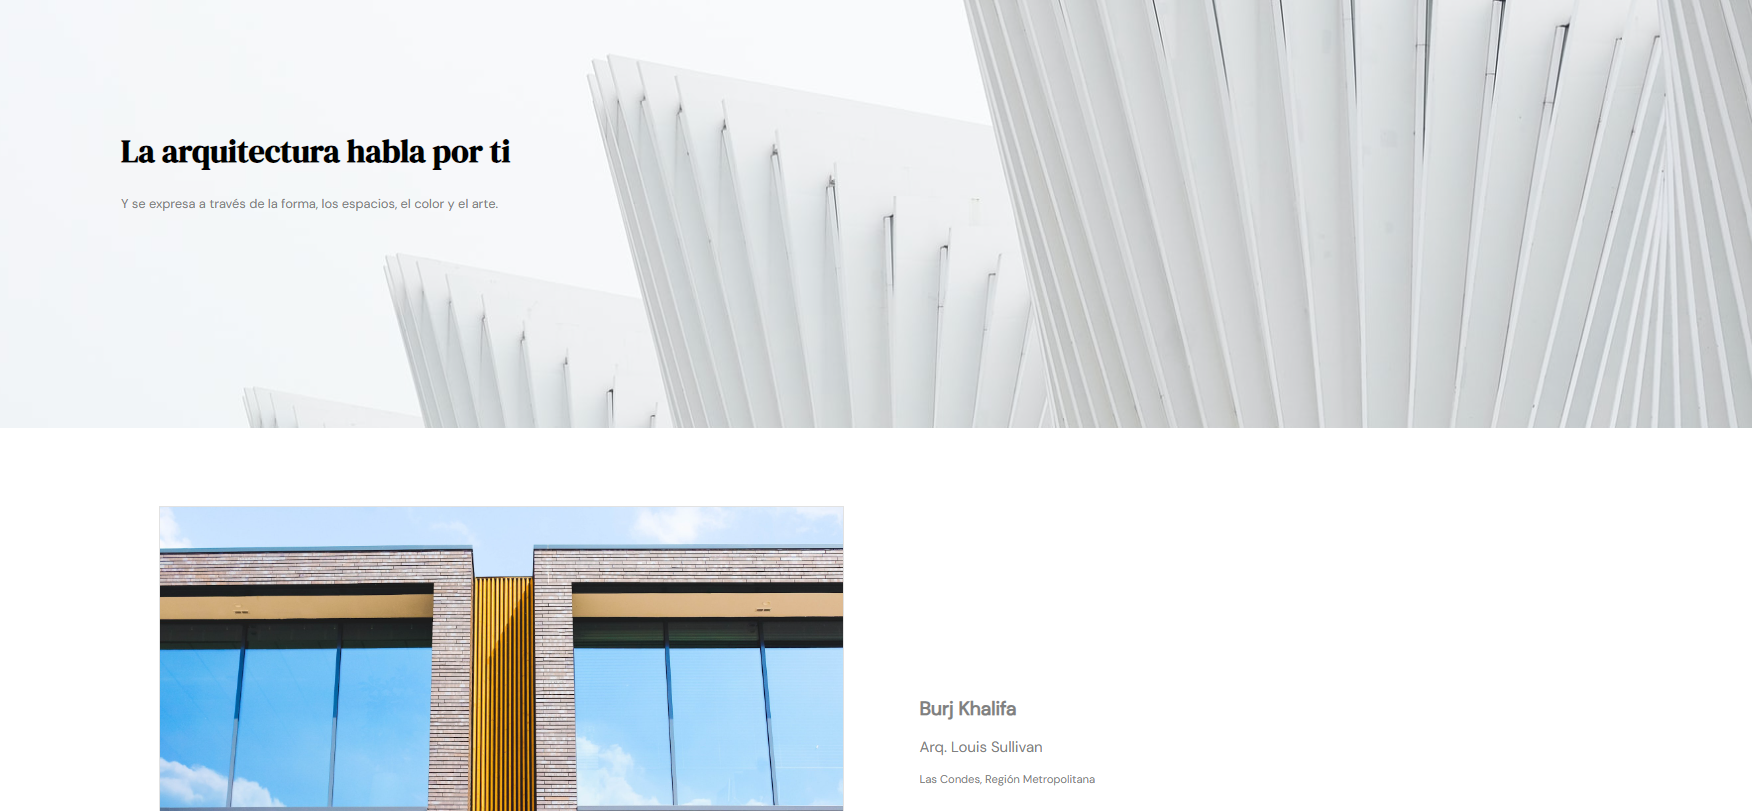 La arquitectura habla por ti
Y se expresa a través de la forma, los espacios, el color y el arte.
Burj Khalifa
Arq. Louis Sullivan
Las Condes, Región Metropolitana